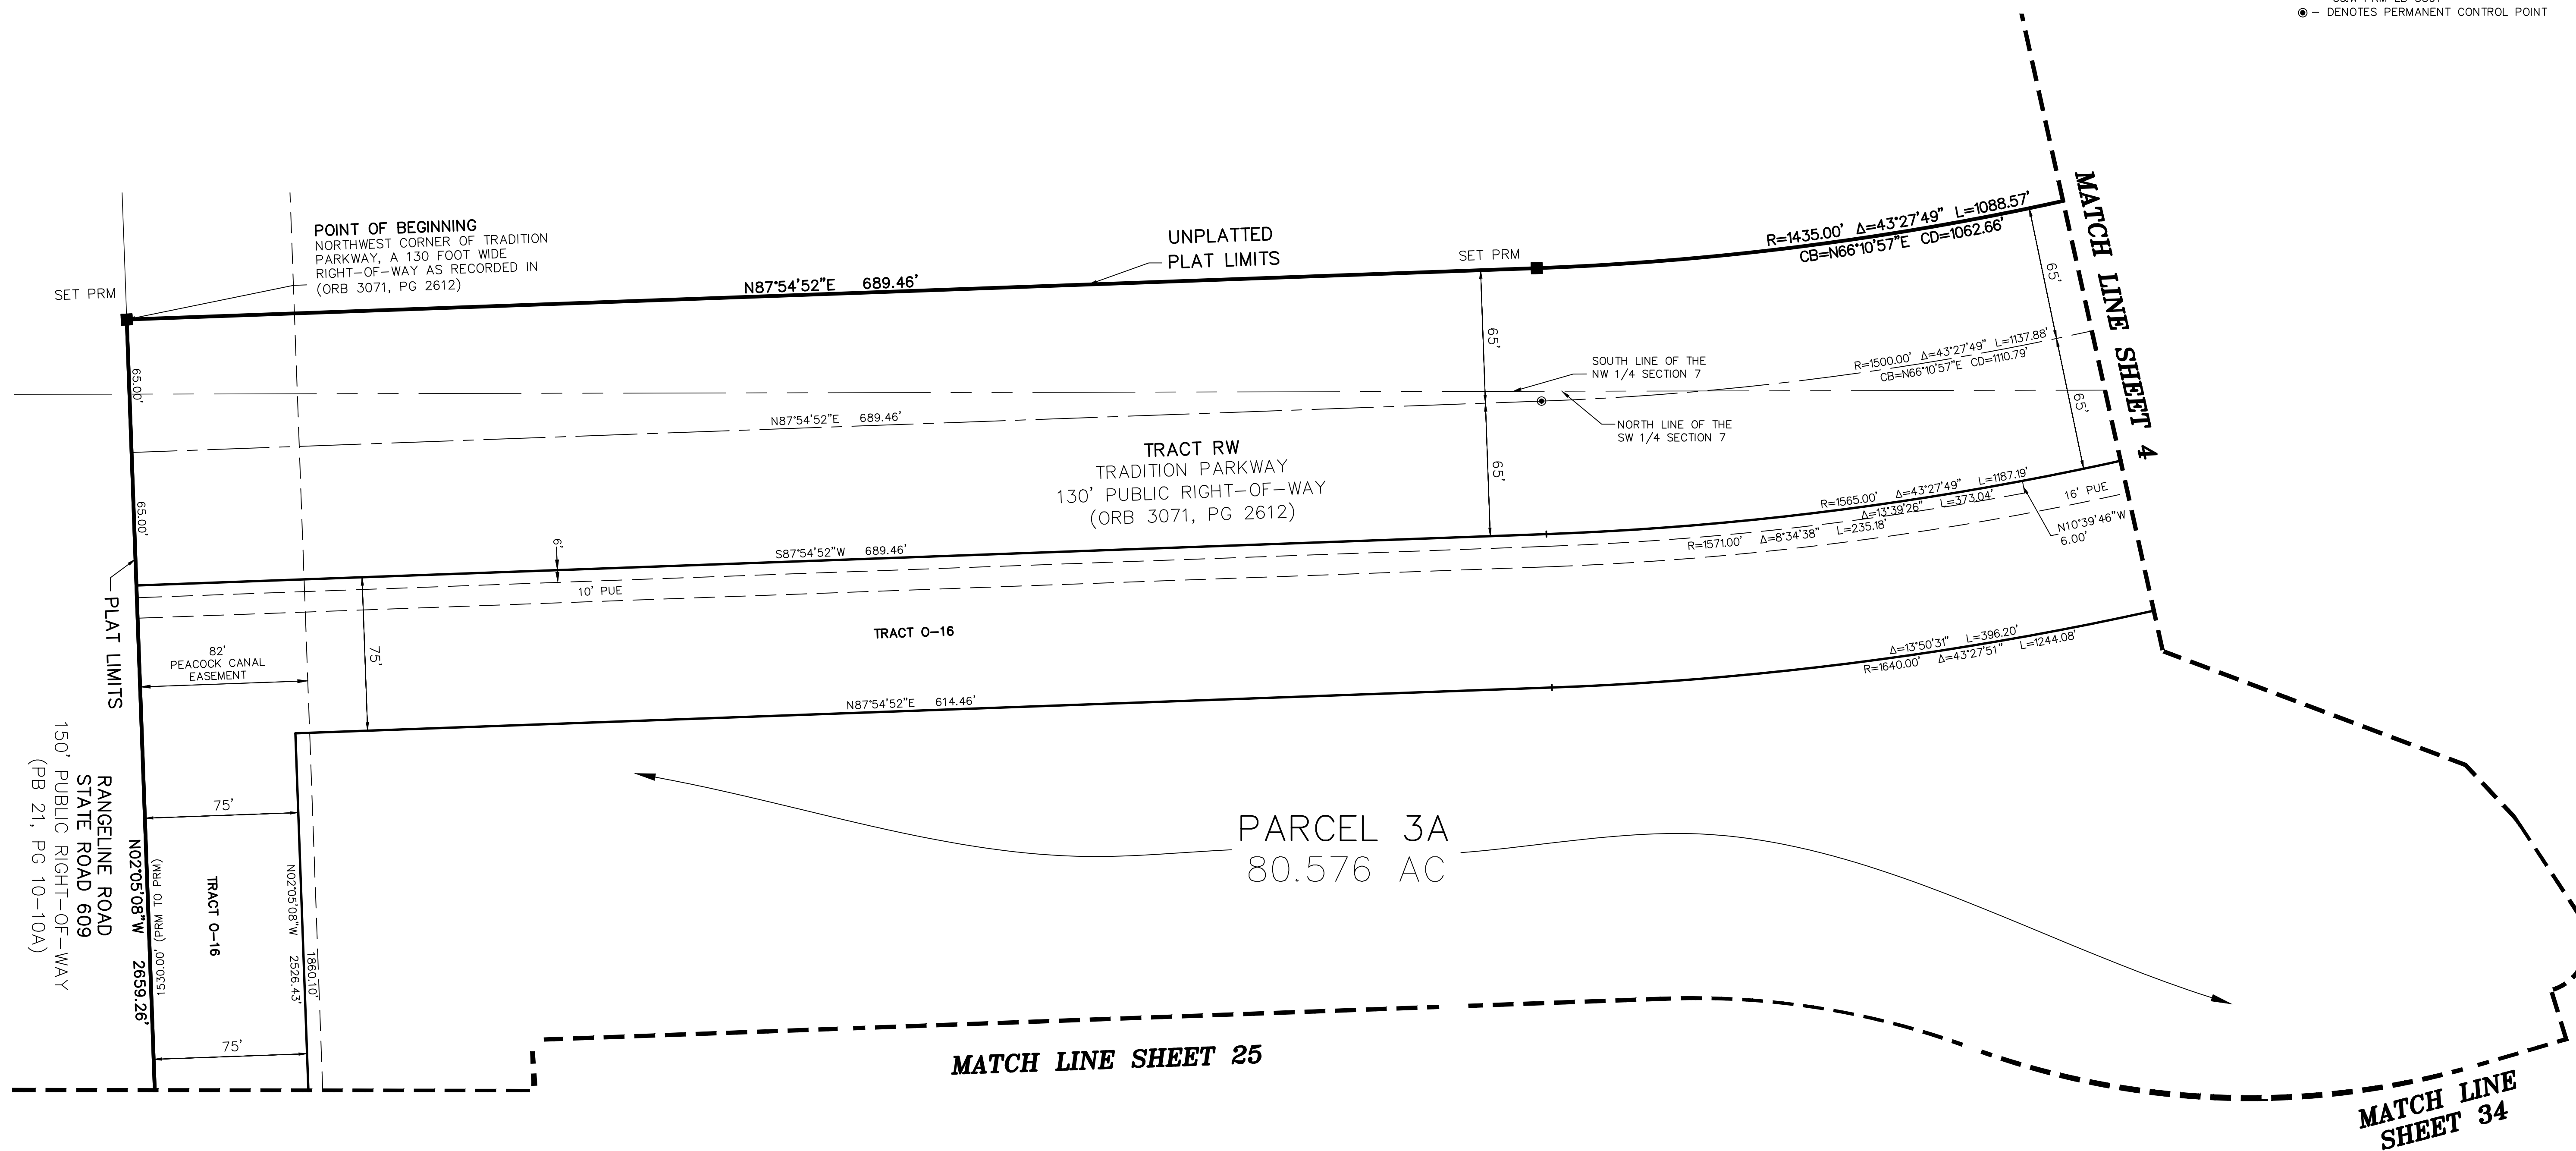 ◉ – DENOTES PERMANENT CONTROL POINT
POINT OF BEGINNING
NORTHWEST CORNER OF TRADITION
PARKWAY, A 130 FOOT WIDE
RIGHT-OF-WAY AS RECORDED IN
(ORB 3071, PG 2612)
SET PRM
N87°54'52"E 689.46'
UNPLATTED
PLAT LIMITS
SET PRM
R=1435.00' Δ=43°27'49" L=1088.57'
CB=N66°10'57"E CD=1062.66'
MATCH LINE SHEET 4
65'
65'
65.00'
65'
SOUTH LINE OF THE
NW 1/4 SECTION 7
R=1500.00' Δ=43°27'49" L=1137.88'
CB=N66°10'57"E CD=1110.79'
N87°54'52"E 689.46'
NORTH LINE OF THE
SW 1/4 SECTION 7
TRACT RW
TRADITION PARKWAY
130' PUBLIC RIGHT-OF-WAY
(ORB 3071, PG 2612)
65'
65.00'
R=1565.00' Δ=43°27'49" L=1187.19'
Δ=13°39'26" L=373.04'
R=1571.00' Δ=8°34'38" L=235.18'
16' PUE
N10°39'46"W
6.00'
6'
S87°54'52"W 689.46'
10' PUE
PLAT LIMITS
TRACT O-16
82'
PEACOCK CANAL
EASEMENT
75'
Δ=13°50'31" L=396.20'
R=1640.00' Δ=43°27'51" L=1244.08'
N87°54'52"E 614.46'
RANGELINE ROAD
STATE ROAD 609
150' PUBLIC RIGHT-OF-WAY
(PB 21, PG 10-10A)
N02°05'08"W 2659.26'
1530.00' (PRM TO PRM)
75'
TRACT O-16
N02°05'08"W 2526.43'
1860.10'
75'
PARCEL 3A
80.576 AC
MATCH LINE SHEET 25
MATCH LINE
SHEET 34